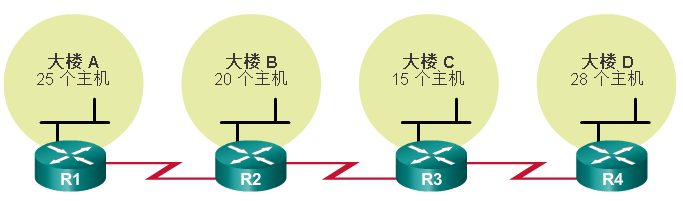 大楼 A
25 个主机
大楼 B
20 个主机
大楼 C
15 个主机
大楼 D
28 个主机
R1
R2
R3
R4